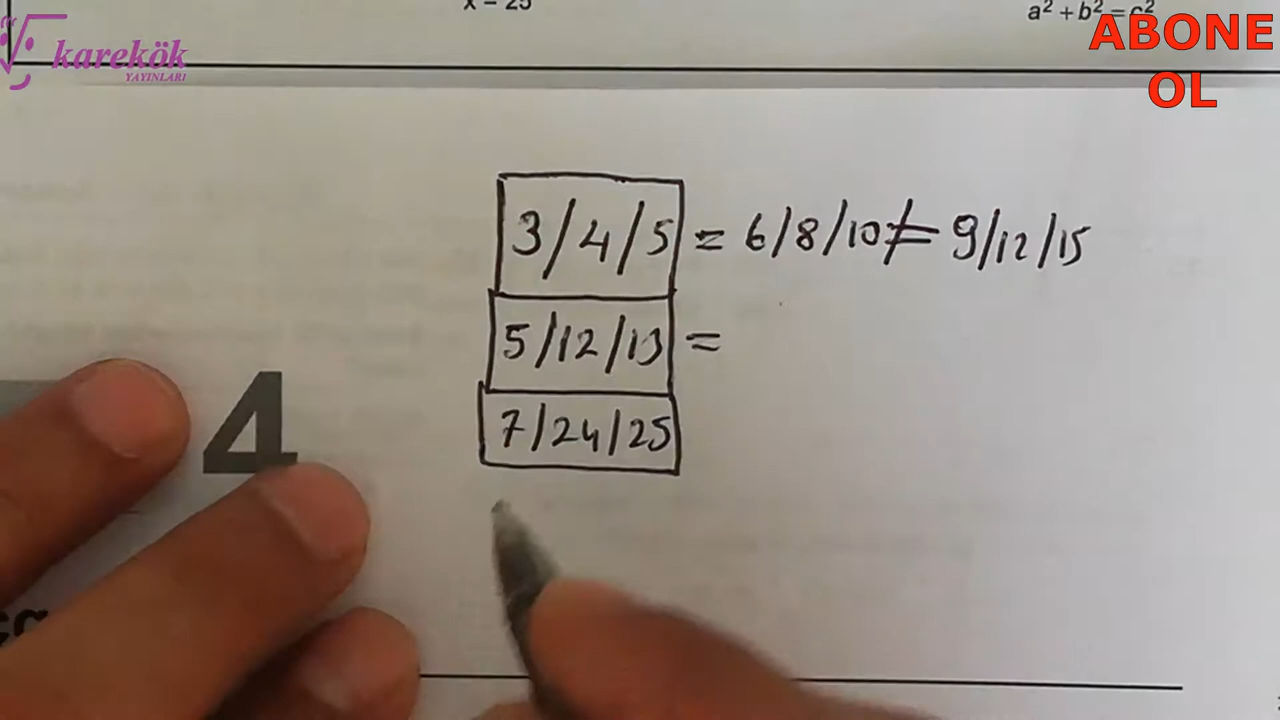 x = 25
a² + b² = c²
karekök
YAYINLARI
ABONE
OL
3/4/5 = 6/8/10 = 9/12/15
5/12/13 =
7/24/25
4